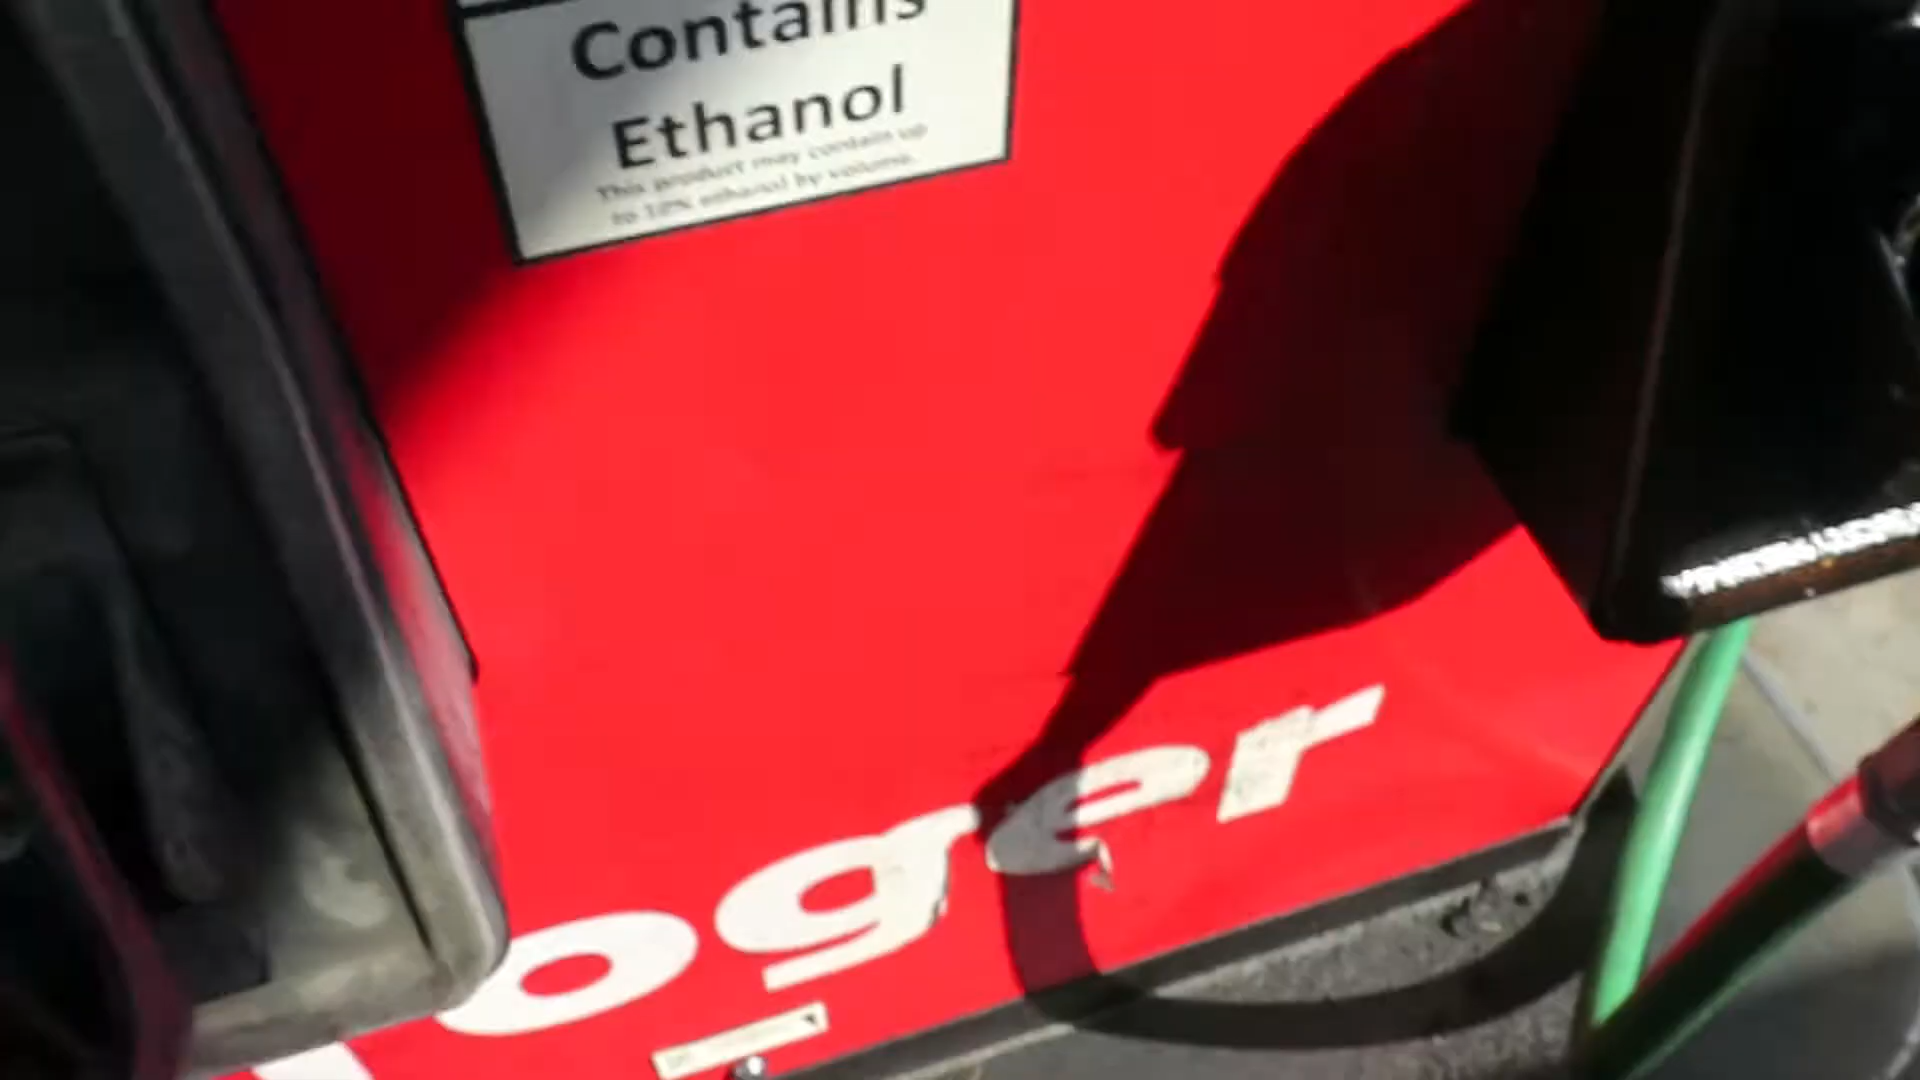 Contains
Ethanol
This product may contain up
to 10% ethanol by volume.
oger